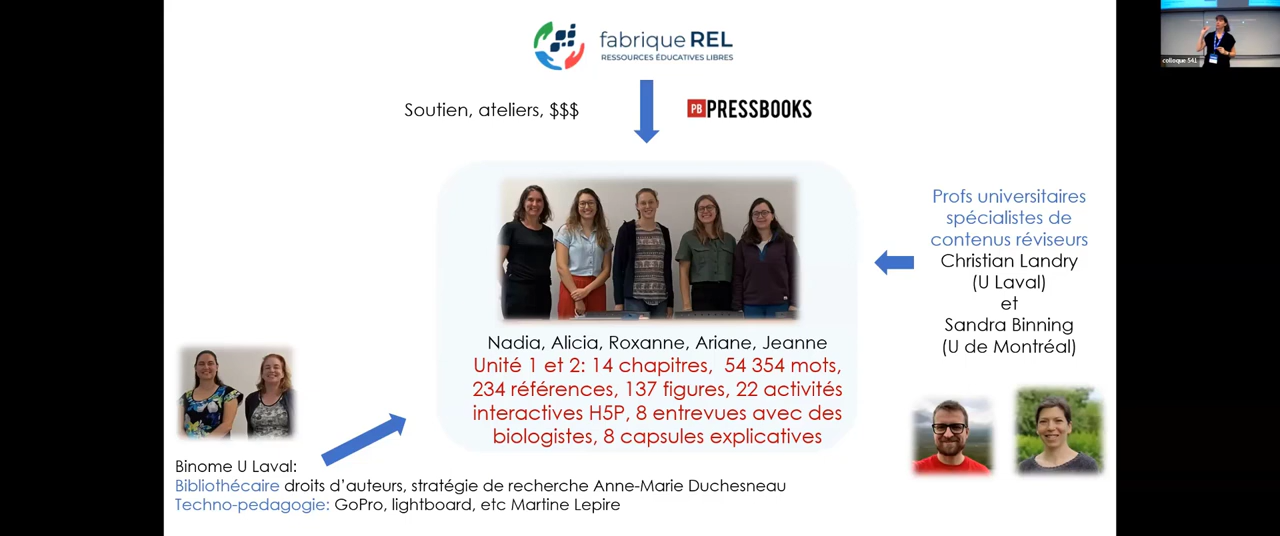 fabrique REL
RESSOURCES ÉDUCATIVES LIBRES
Soutien, ateliers, $$$
PB PRESSBOOKS
colloque 54L
Profs universitaires
spécialistes de
contenus réviseurs
Christian Landry
(U Laval)
et
Sandra Binning
(U de Montréal)
Nadia, Alicia, Roxanne, Ariane, Jeanne
Unité 1 et 2: 14 chapitres, 54 354 mots,
234 références, 137 figures, 22 activités
interactives H5P, 8 entrevues avec des
biologistes, 8 capsules explicatives
Binome U Laval:
Bibliothécaire droits d’auteurs, stratégie de recherche Anne-Marie Duchesneau
Techno-pedagogie: GoPro, lightboard, etc Martine Lepire